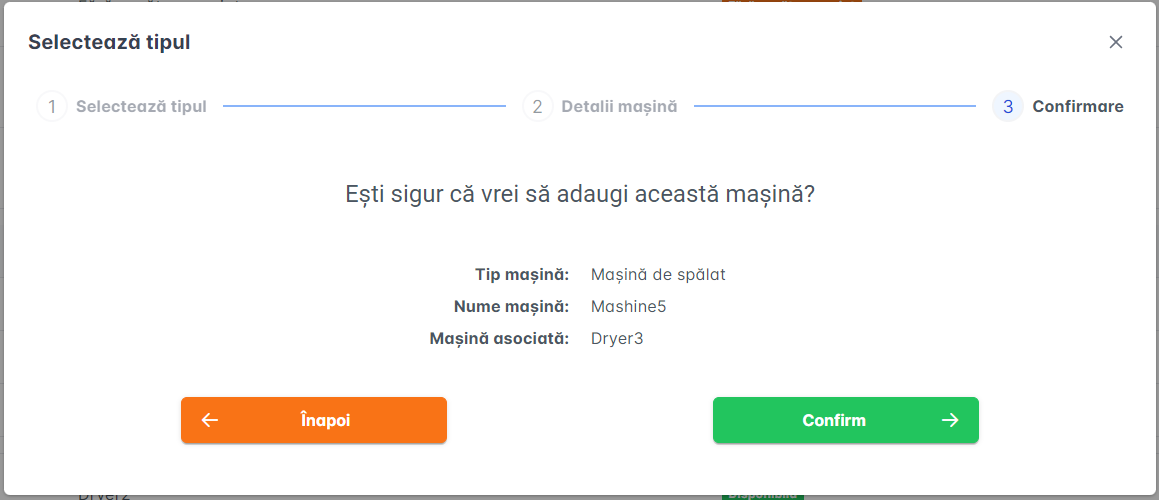 Selectează tipul
1 Selectează tipul 2 Detalii mașină 3 Confirmare
Ești sigur că vrei să adaugi această mașină?
Tip mașină: Mașină de spălat
Nume mașină: Mashine5
Mașină asociată: Dryer3
Înapoi Confirm
Dryer2 Disponibilă